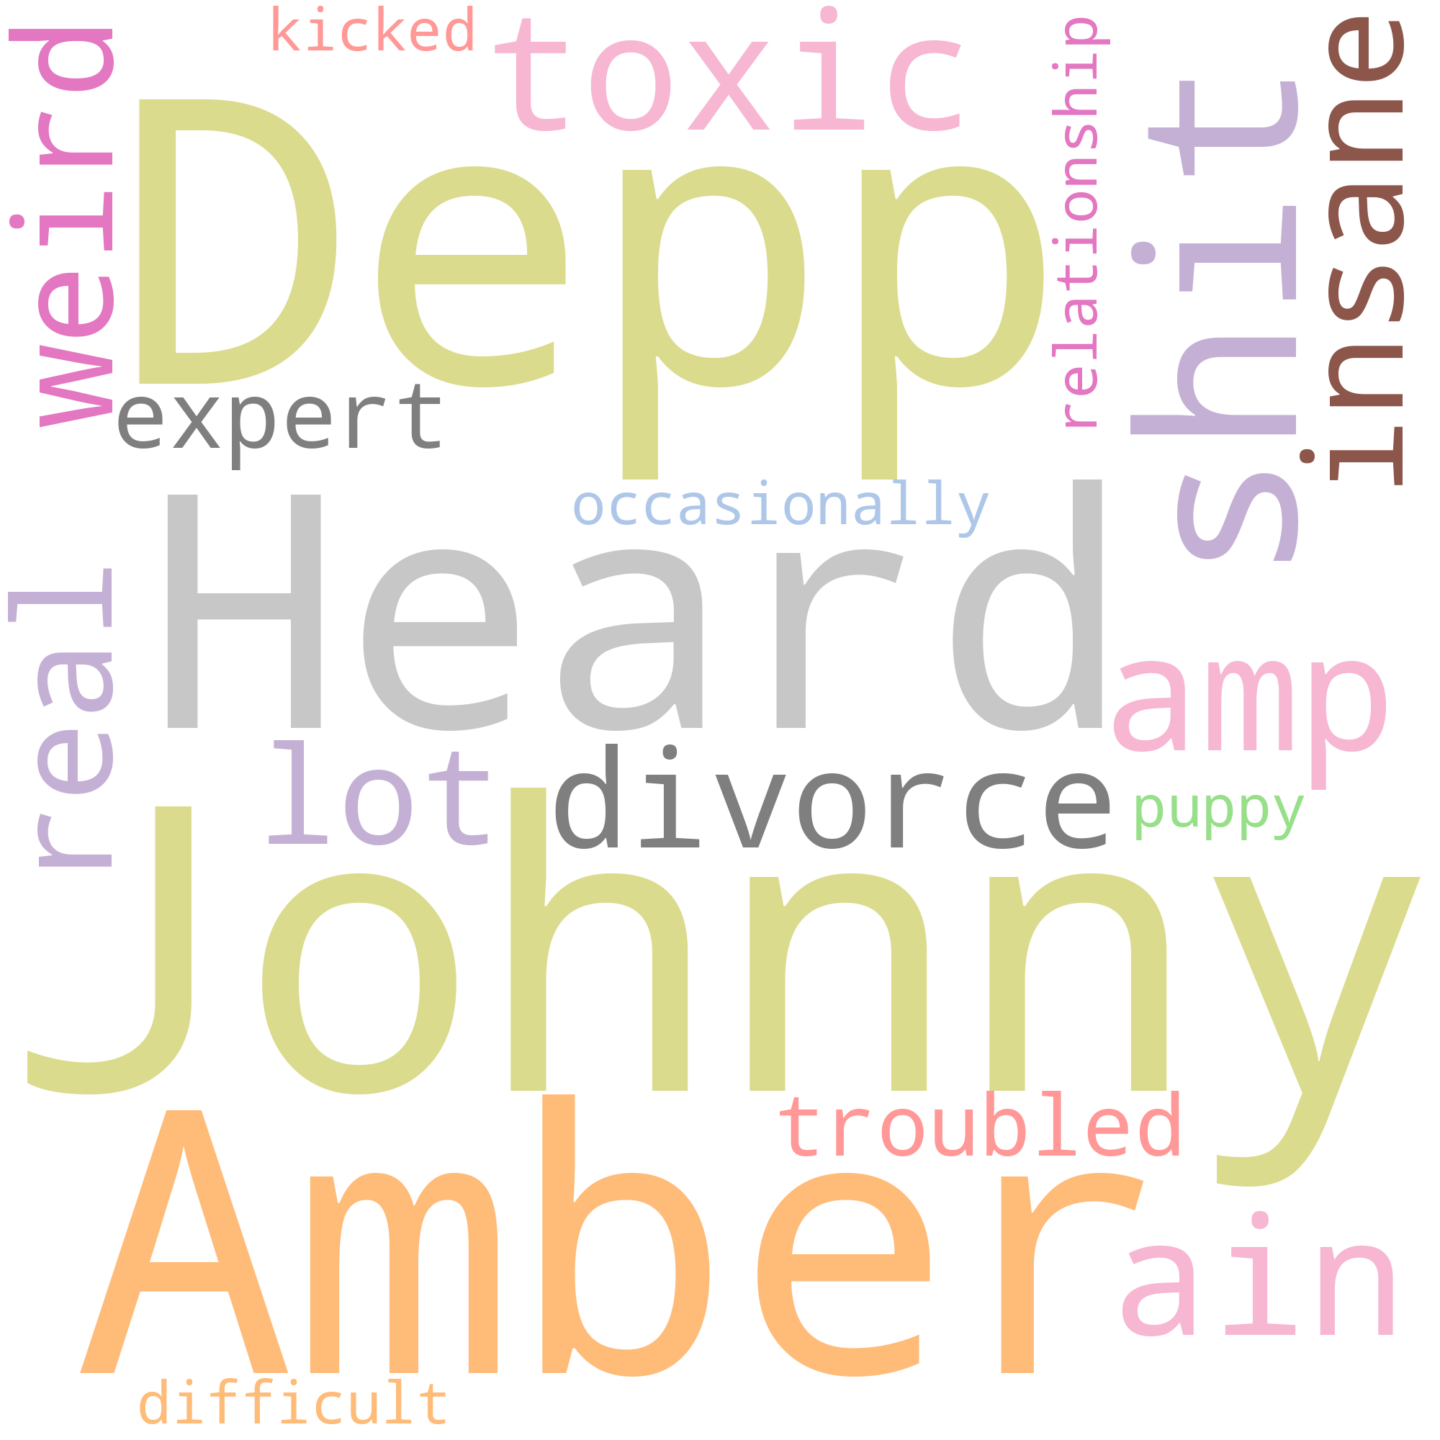 kicked
toxic
weird
Depp
relationship
shit
insane
expert
occasionally
Heard
real
amp
lot
divorce
puppy
Johnny
troubled
Amber
ain
difficult